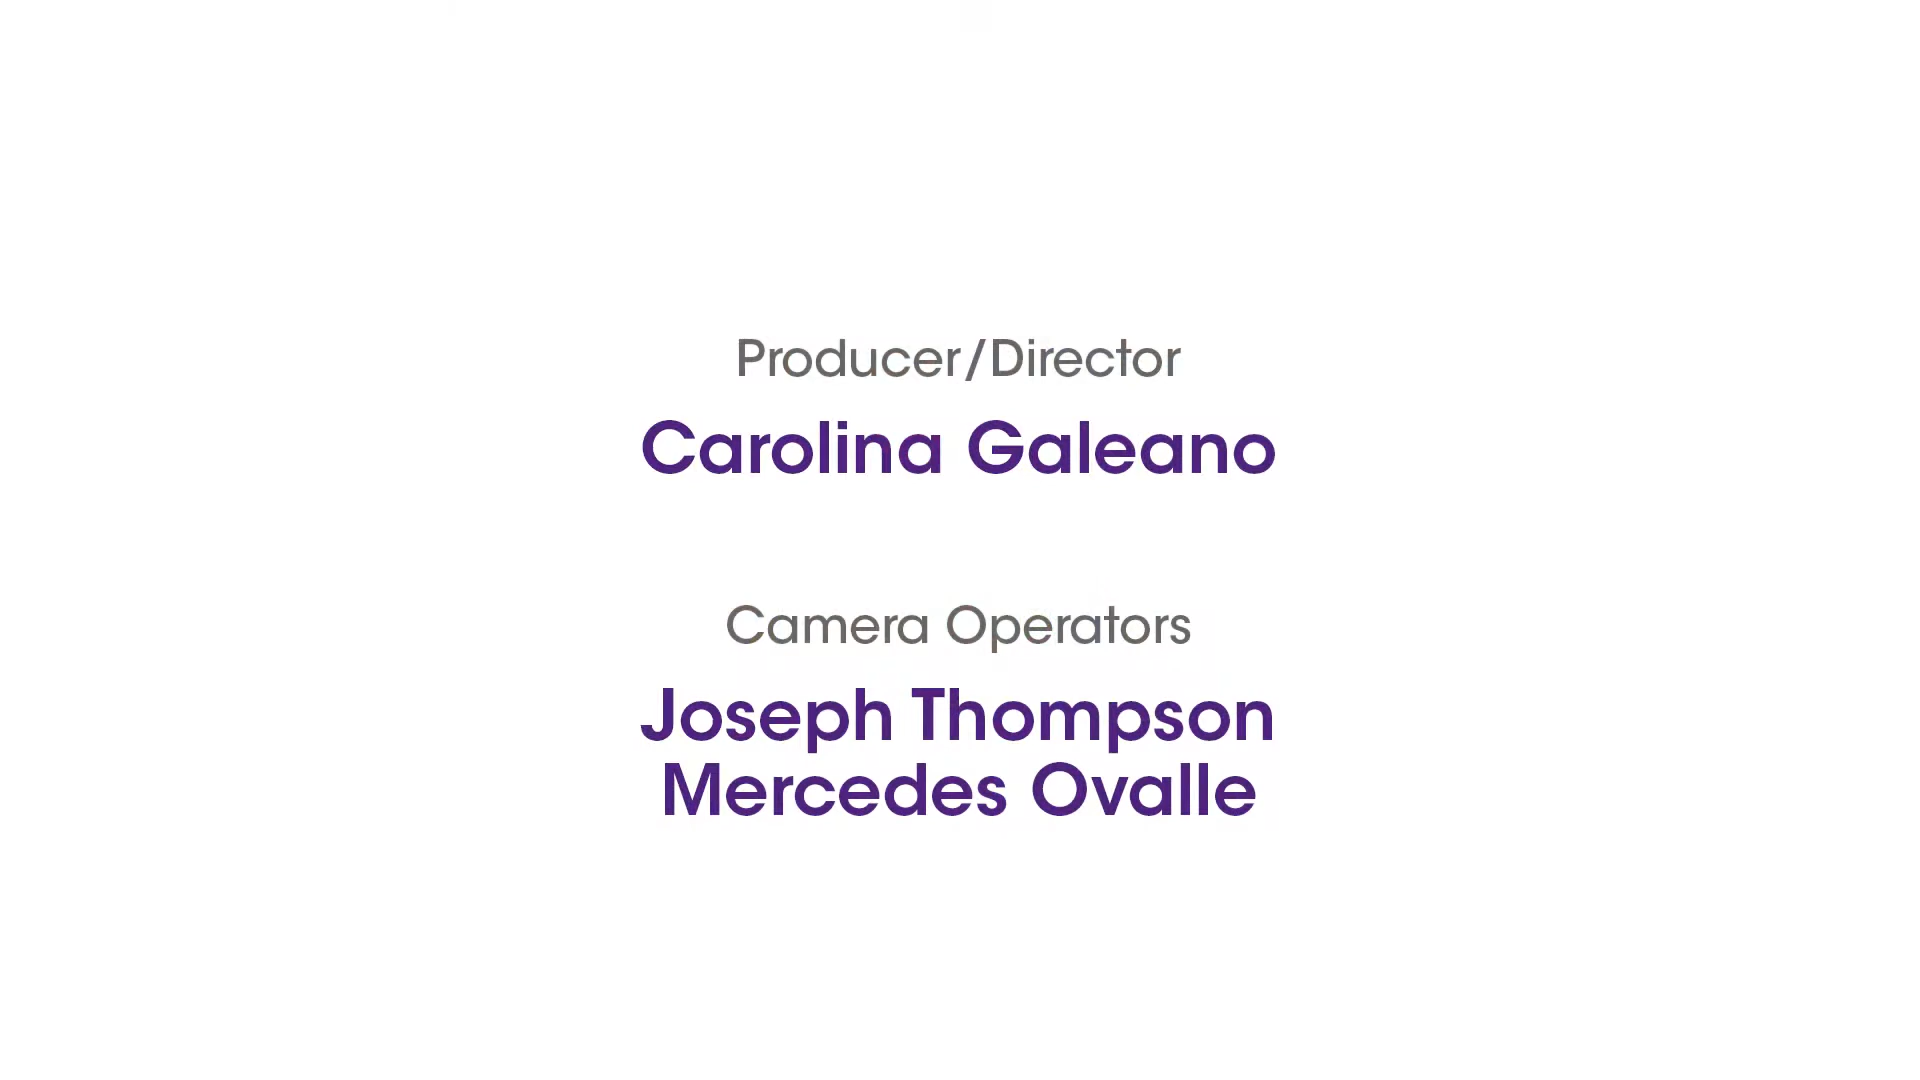 Producer/Director
Carolina Galeano
Camera Operators
Joseph Thompson
Mercedes Ovalle